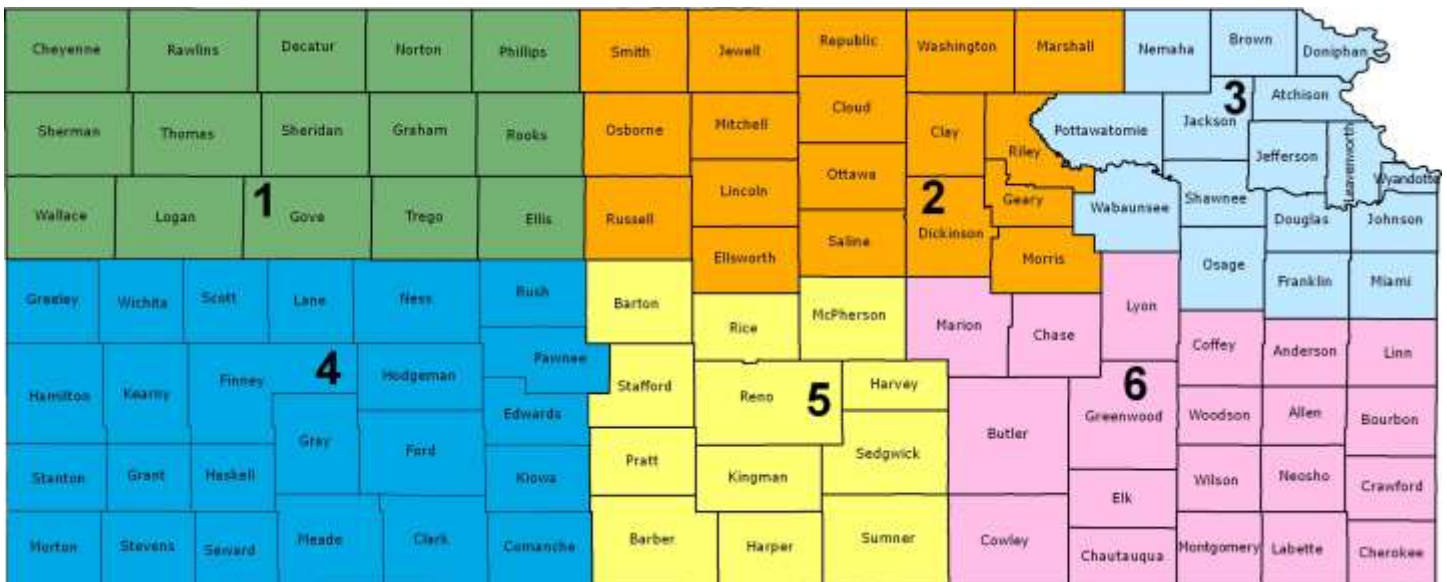 Cheyenne
Rawlins
Decatur
Norton
Phillips
Smith
Jewell
Republic
Washington
Marshall
Nemaha
Brown
Doniphan
Sherman
Thomas
Sheridan
Graham
Rooks
Osborne
Mitchell
Cloud
Clay
Riley
Pottawatomie
Jackson
3
Atchison
Jefferson
Leavenworth
Wyandotte
Wallace
Logan
1
Gove
Trego
Ellis
Russell
Lincoln
Ottawa
2
Dickinson
Geary
Wabaunsee
Shawnee
Douglas
Johnson
Ellsworth
Saline
Morris
Osage
Franklin
Miami
Greeley
Wichita
Scott
Lane
Ness
Rush
Barton
Rice
McPherson
Marion
Chase
Lyon
Coffey
Anderson
Linn
Hamilton
Kearny
Finney
4
Hodgeman
Pawnee
Edwards
Stafford
Reno
5
Harvey
Sedgwick
Butler
6
Greenwood
Woodson
Allen
Bourbon
Gray
Ford
Stanton
Grant
Haskell
Kiowa
Pratt
Kingman
Elk
Wilson
Neosho
Crawford
Morton
Stevens
Seward
Meade
Clark
Comanche
Barber
Harper
Sumner
Cowley
Chautauqua
Montgomery
Labette
Cherokee